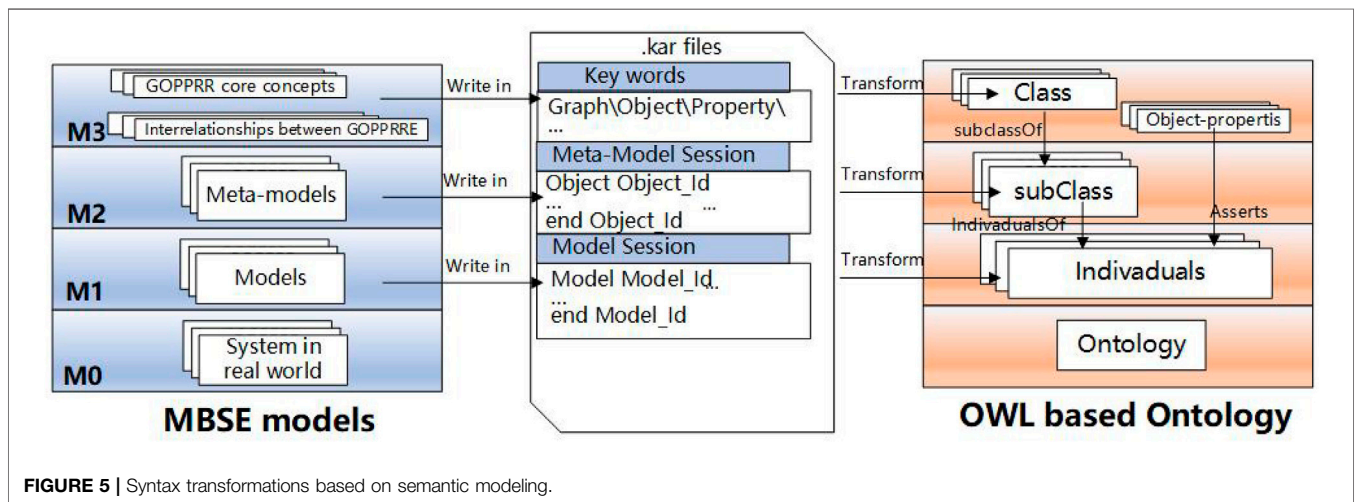 GOPPRR core concepts
Interrelationships between GOPPRRE
M3
Meta-models
M2
Models
M1
System in
real world
M0
MBSE models
Write in
Write in
Write in
.kar files
Key words
Graph\Object\Property\
...
Meta-Model Session
Object Object_Id
... ...
end Object_Id
Model Session
Model Model_Id...
...
end Model_Id
Transform
Transform
Transform
Class
Object-propertis
subclassOf
subClass
IndivadualsOf
Asserts
Indivaduals
Ontology
OWL based Ontology
FIGURE 5 | Syntax transformations based on semantic modeling.